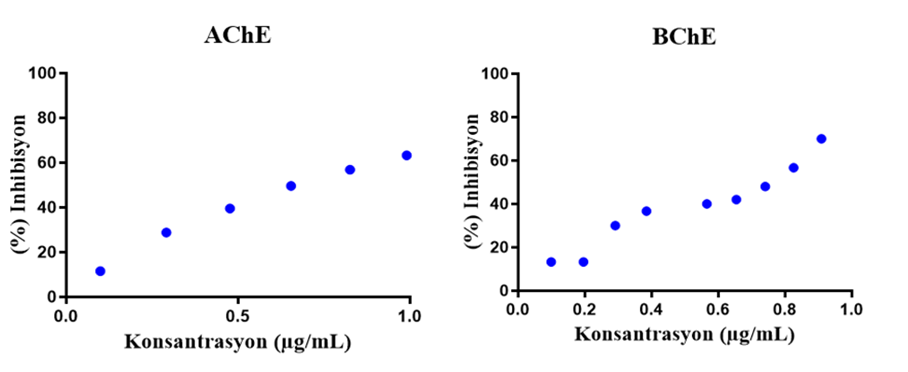 AChE
100
80
60
40
20
0
(%) Inhibisyon
0.0 0.5 1.0
Konsantrasyon (µg/mL)
BChE
100
80
60
40
20
0
(%) Inhibisyon
0.0 0.2 0.4 0.6 0.8 1.0
Konsantrasyon (µg/mL)